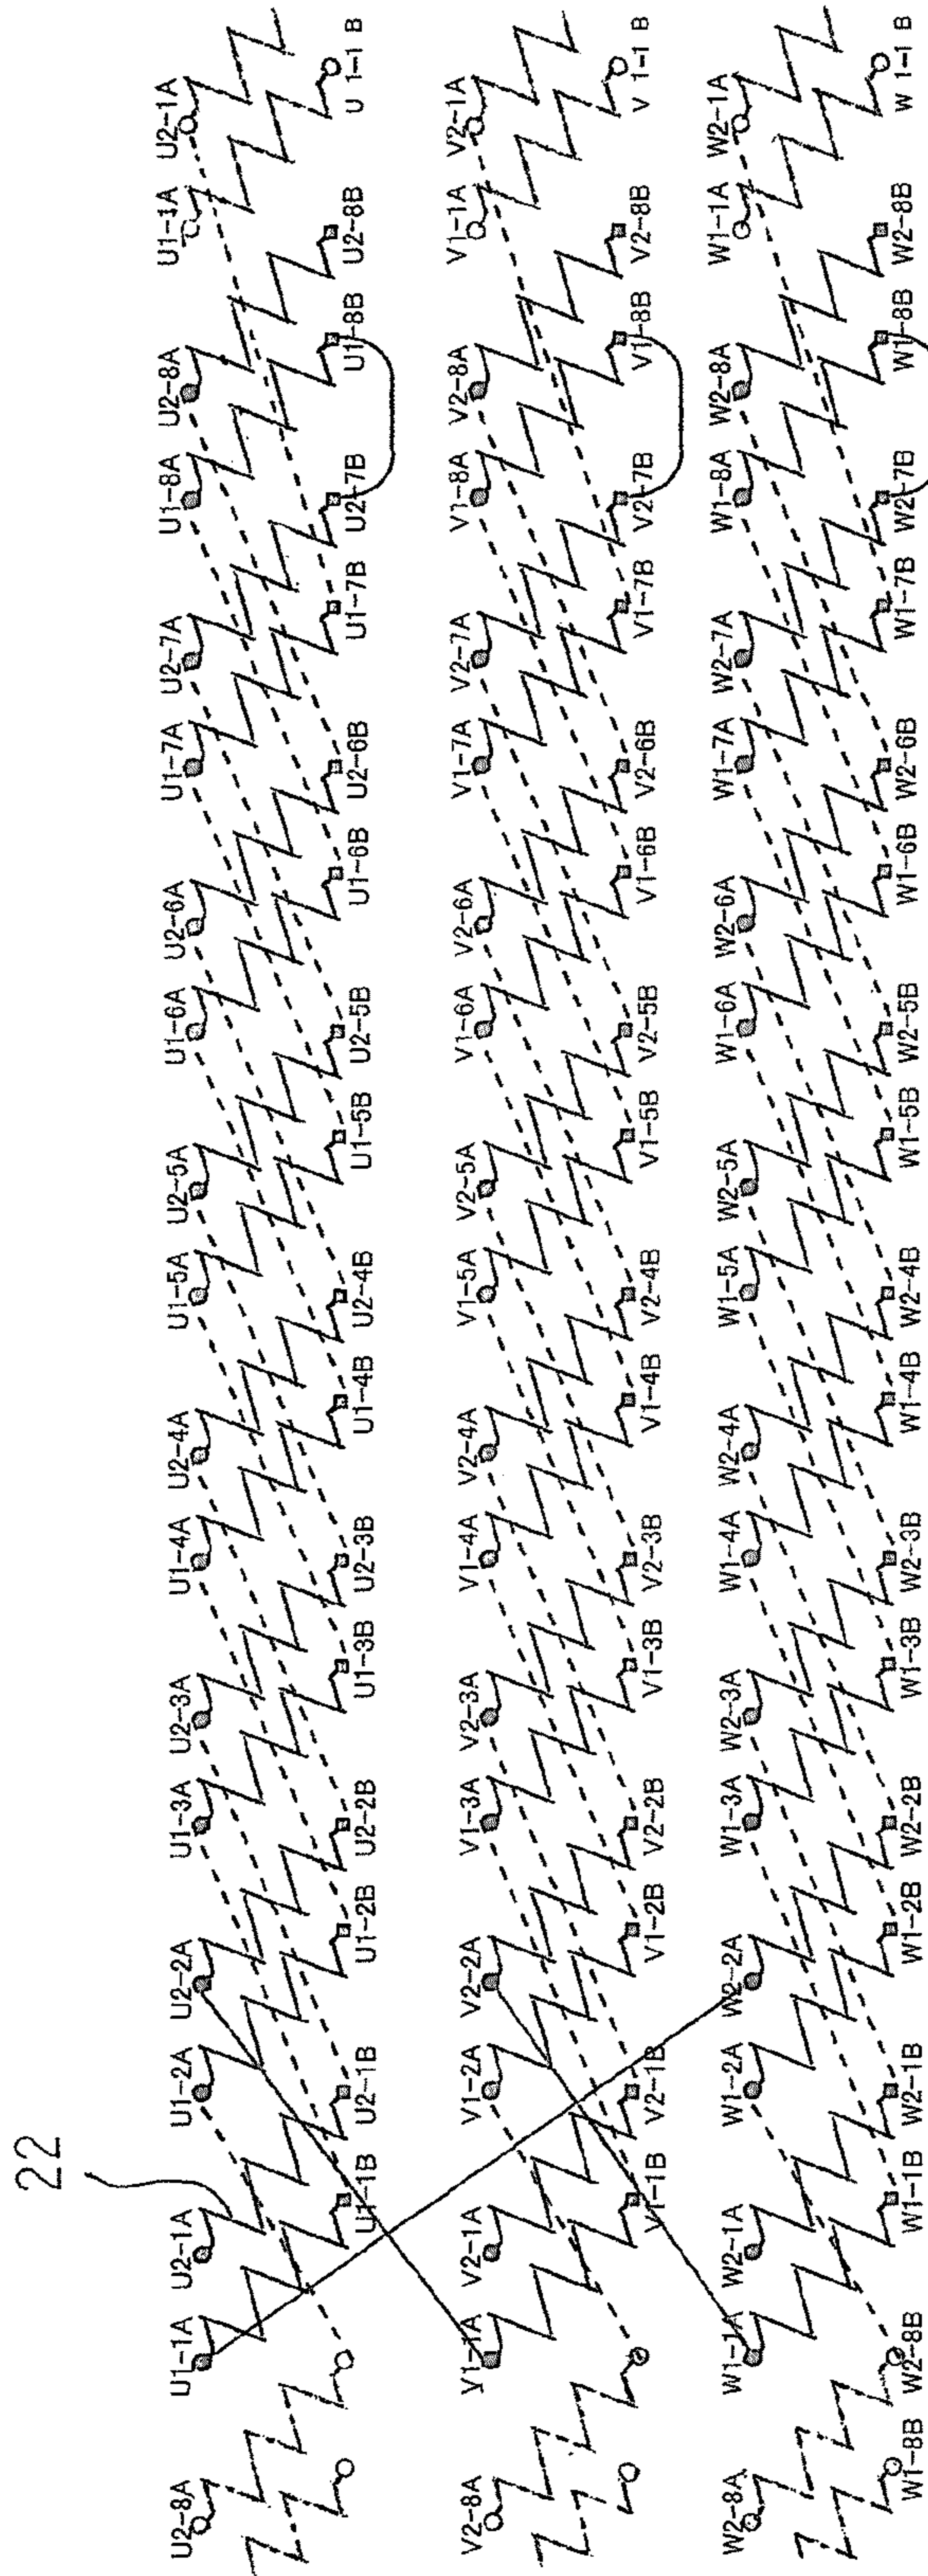 22
U2-8A U1-1A U2-1A U1-2A U2-2A U1-3A U2-3A U1-4A U2-4A U1-5A U2-5A U1-6A U2-6A U1-7A U2-7A U1-8A U2-8A U1-1A U2-1A
U1-1B U2-1B U1-2B U2-2B U1-3B U2-3B U1-4B U2-4B U1-5B U2-5B U1-6B U2-6B U1-7B U2-7B U1-8B U2-8B U 1-1 B
V2-8A V1-1A V2-1A V1-2A V2-2A V1-3A V2-3A V1-4A V2-4A V1-5A V2-5A V1-6A V2-6A V1-7A V2-7A V1-8A V2-8A V1-1A V2-1A
V1-1B V2-1B V1-2B V2-2B V1-3B V2-3B V1-4B V2-4B V1-5B V2-5B V1-6B V2-6B V1-7B V2-7B V1-8B V2-8B V 1-1 B
W2-8A W1-1A W2-1A W1-2A W2-2A W1-3A W2-3A W1-4A W2-4A W1-5A W2-5A W1-6A W2-6A W1-7A W2-7A W1-8A W2-8A W1-1A W2-1A
W1-8B W2-8B W1-1B W2-1B W1-2B W2-2B W1-3B W2-3B W1-4B W2-4B W1-5B W2-5B W1-6B W2-6B W1-7B W2-7B W1-8B W2-8B W 1-1 B